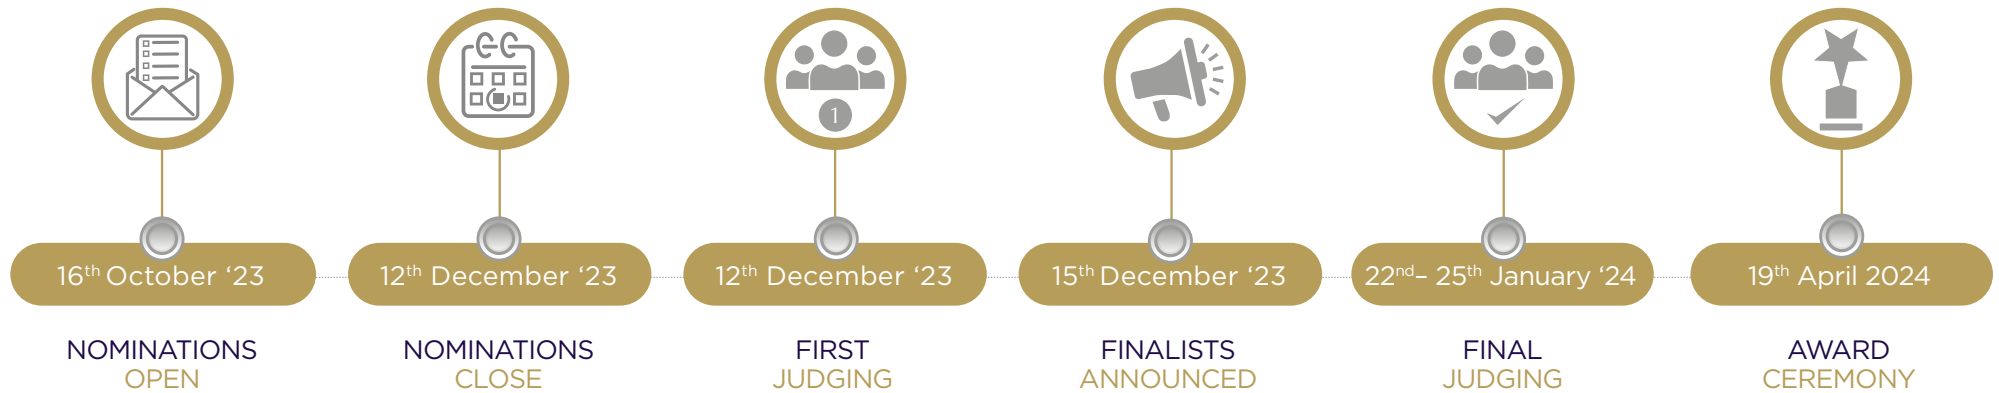 1
16th October ‘23
12th December ‘23
12th December ‘23
15th December ‘23
22nd– 25th January ‘24
19th April 2024
NOMINATIONS
OPEN
NOMINATIONS
CLOSE
FIRST
JUDGING
FINALISTS
ANNOUNCED
FINAL
JUDGING
AWARD
CEREMONY